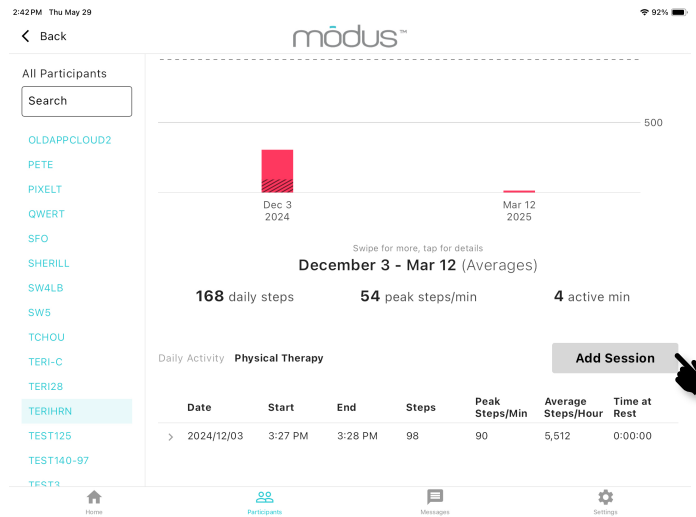 2:42 PM Thu May 29
92%
Back
mōdus™
All Participants
Search
OLDAPPCLOUD2
PETE
PIXELT
QWERT
SFO
SHERILL
SW4LB
SW5
TCHOU
TERI-C
TERI28
TERIHRN
TEST125
TEST140-97
TEST3
500
Dec 3 Mar 12
2024 2025
Swipe for more, tap for details
December 3 - Mar 12 (Averages)
168 daily steps 54 peak steps/min 4 active min
Daily Activity Physical Therapy Add Session
Date Start End Steps Peak Steps/Min Average Steps/Hour Time at Rest
2024/12/03 3:27 PM 3:28 PM 98 90 5,512 0:00:00
Home Participants Messages Settings